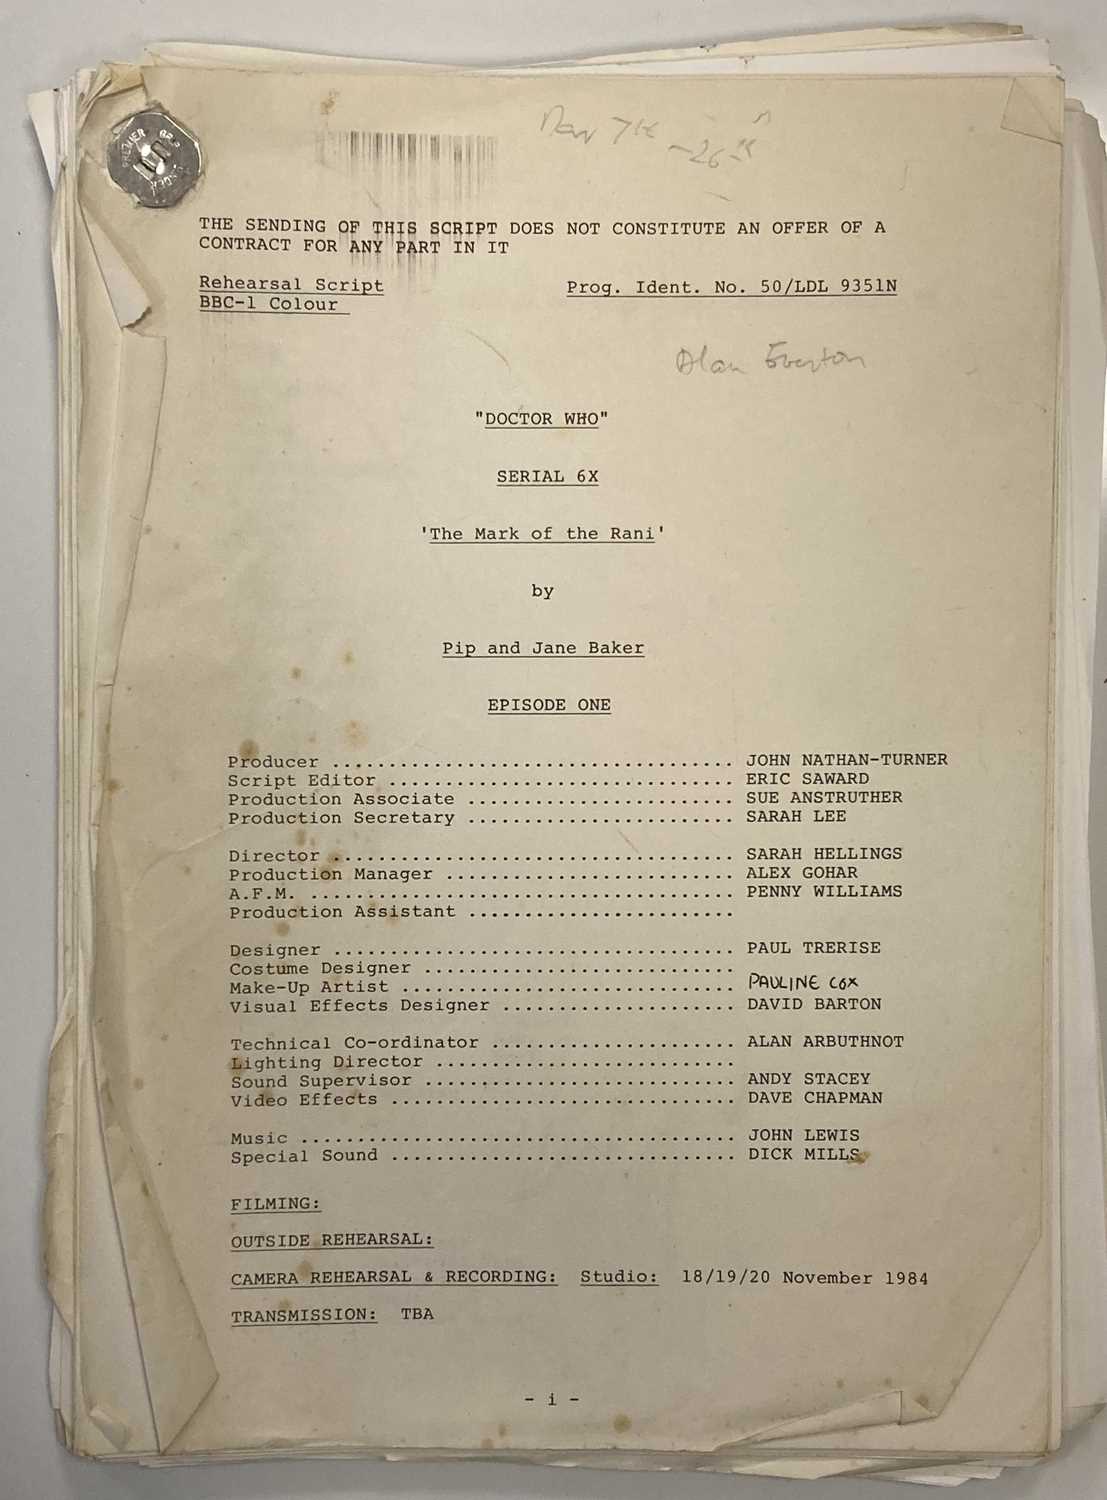 PREMIER GRIP
THE SENDING OF THIS SCRIPT DOES NOT CONSTITUTE AN OFFER OF A
CONTRACT FOR ANY PART IN IT
Rehearsal Script Prog. Ident. No. 50/LDL 9351N
BBC-1 Colour
Alan
"DOCTOR WHO"
SERIAL 6X
'The Mark of the Rani'
by
Pip and Jane Baker
EPISODE ONE
Producer .................................... JOHN NATHAN-TURNER
Script Editor ............................... ERIC SAWARD
Production Associate ........................ SUE ANSTRUTHER
Production Secretary ........................ SARAH LEE
Director .................................... SARAH HELLINGS
Production Manager .......................... ALEX GOHAR
A.F.M. ...................................... PENNY WILLIAMS
Production Assistant ........................
Designer .................................... PAUL TRERISE
Costume Designer ............................
Make-Up Artist .............................. PAULINE COX
Visual Effects Designer ..................... DAVID BARTON
Technical Co-ordinator ...................... ALAN ARBUTHNOT
Lighting Director ...........................
Sound Supervisor ............................ ANDY STACEY
Video Effects ............................... DAVE CHAPMAN
Music ....................................... JOHN LEWIS
Special Sound ............................... DICK MILLS
FILMING:
OUTSIDE REHEARSAL:
CAMERA REHEARSAL & RECORDING: Studio: 18/19/20 November 1984
TRANSMISSION: TBA
- i -